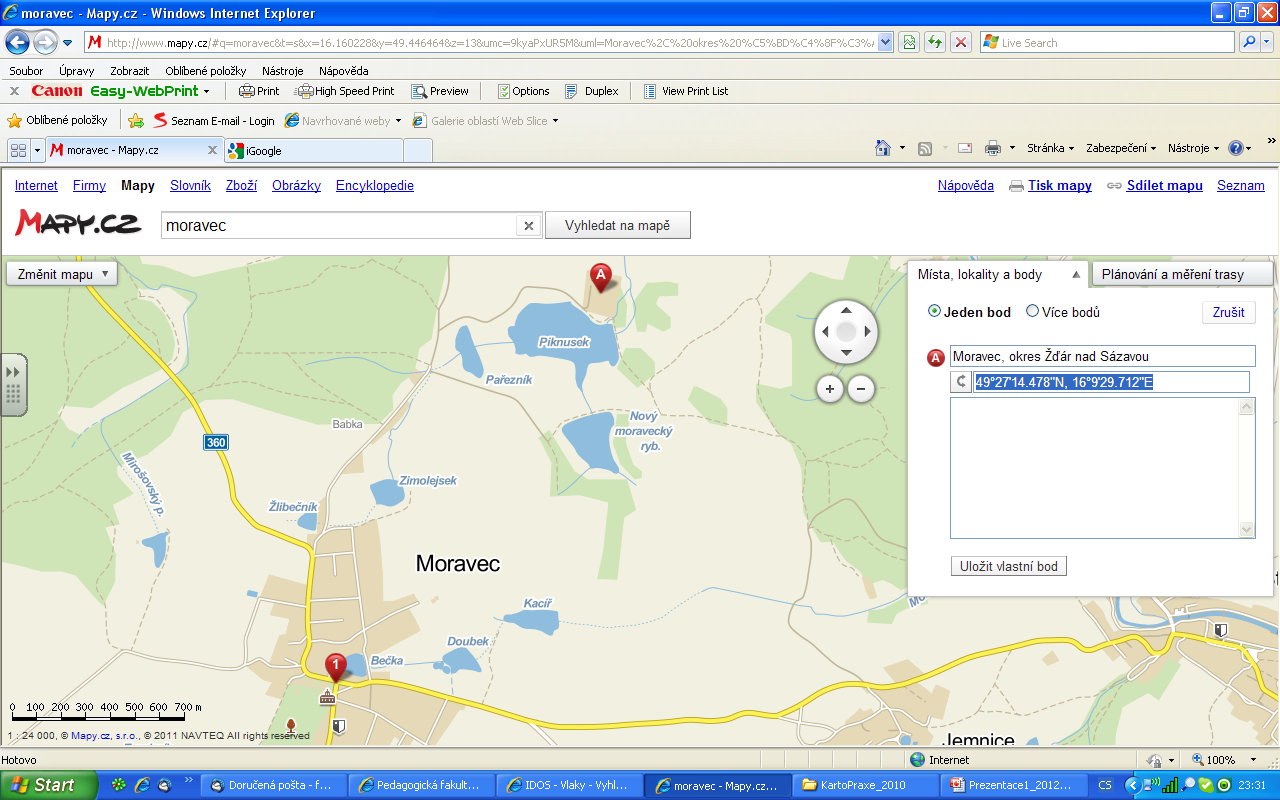 moravec - Mapy.cz - Windows Internet Explorer
http://www.mapy.cz/#q=moravec&t=s&x=16.160228&y=49.446464&z=13&umc=9kyaPxUR5M&uml=Moravec%2C%20okres%20%C5%BD%C4%8F%C3%
Live Search
Soubor Úpravy Zobrazit Oblíbené položky Nástroje Nápověda
Canon Easy-WebPrint Print High Speed Print Preview Options Duplex View Print List
Oblíbené položky Seznam E-mail - Login Navrhované weby Galerie oblastí Web Slice
moravec - Mapy.cz iGoogle Stránka Zabezpečení Nástroje
Internet Firmy Mapy Slovník Zboží Obrázky Encyklopedie Nápověda Tisk mapy Sdílet mapu Seznam
Mapy.cz moravec Vyhledat na mapě
Změnit mapu
Místa, lokality a body Plánování a měření trasy
Jeden bod Více bodů Zrušit
A Moravec, okres Žďár nad Sázavou
49°27'14.478"N, 16°9'29.712"E
Uložit vlastní bod
A
Piknusek
Pařezník
Babka
Nový
moravecký
ryb.
360
Mirošovský p.
Zimolejsek
Žlibečník
Moravec
Kacíř
Doubek
Bečka
1
Jemnice
0 100 200 300 400 500 600 700 m
1 : 24 000, © Mapy.cz, s.r.o., © 2011 NAVTEQ All rights reserved
Hotovo Internet 100%
Start Doručená pošta - f... Pedagogická fakult... IDOS - Vlaky - Vyhl... moravec - Mapy.cz... KartoPraxe_2010 Prezentace1_2012... CS 23:31